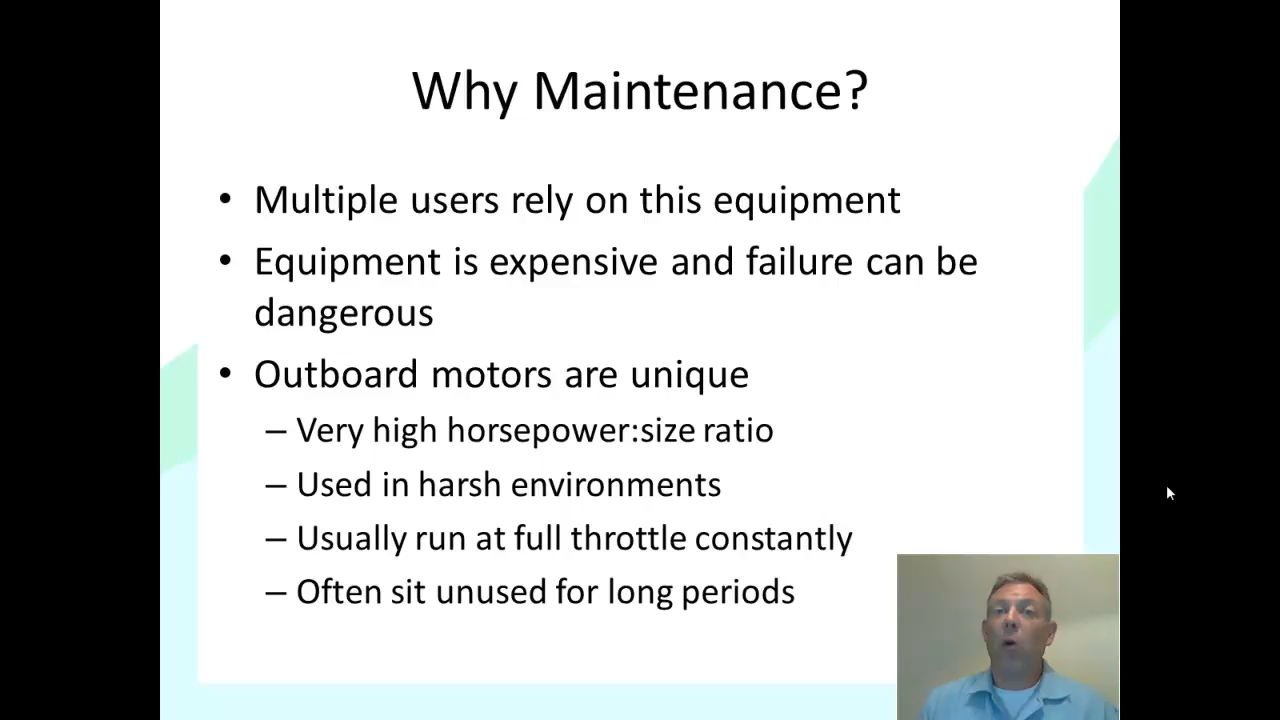 Why Maintenance?
• Multiple users rely on this equipment
• Equipment is expensive and failure can be
dangerous
• Outboard motors are unique
– Very high horsepower:size ratio
– Used in harsh environments
– Usually run at full throttle constantly
– Often sit unused for long periods